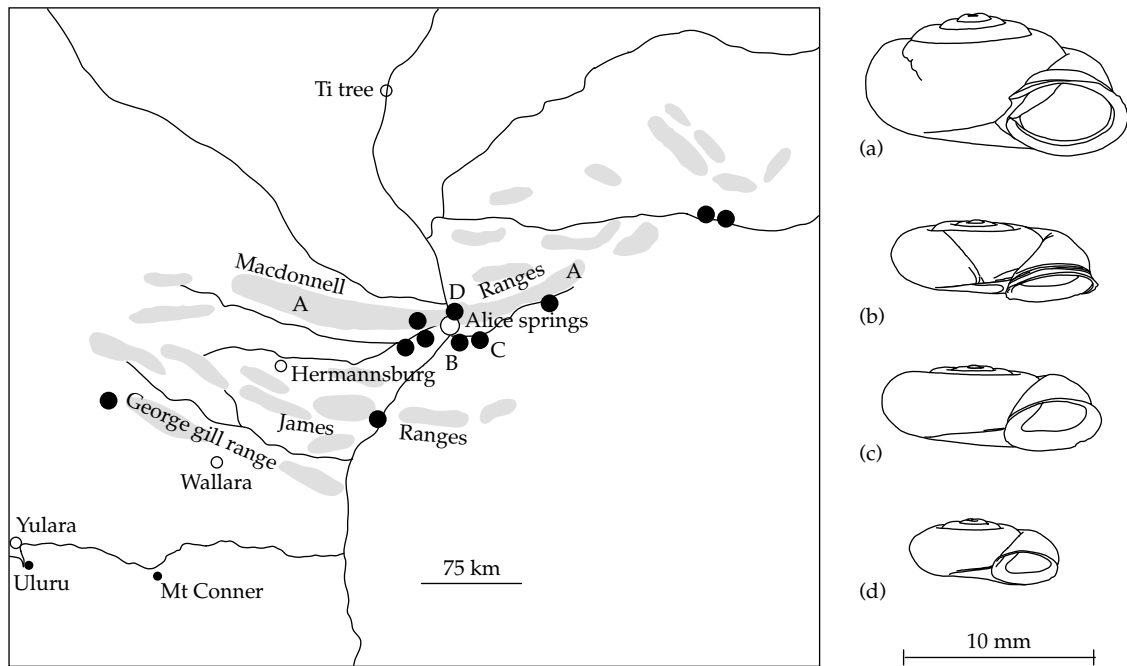 Ti tree
Macdonnell
Ranges
A
A
D
Alice springs
B
C
Hermannsburg
George gill range
James
Ranges
Wallara
Yulara
Uluru
Mt Conner
75 km
(a)
(b)
(c)
(d)
10 mm